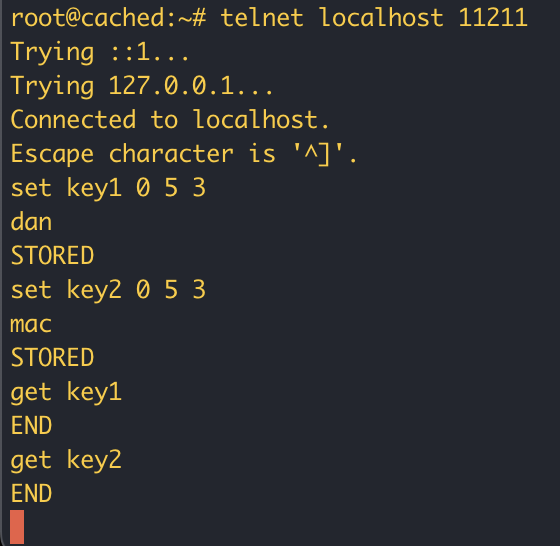 root@cached:~# telnet localhost 11211
Trying ::1...
Trying 127.0.0.1...
Connected to localhost.
Escape character is '^]'.
set key1 0 5 3
dan
STORED
set key2 0 5 3
mac
STORED
get key1
END
get key2
END